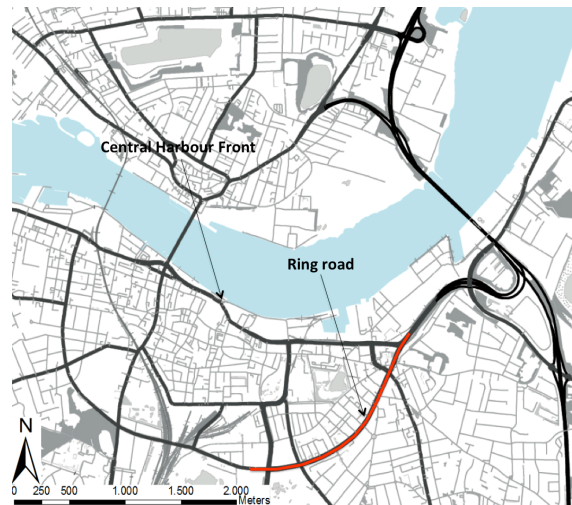 Central Harbour Front
Ring road
N
0 250 500 1.000 1.500 2.000
Meters